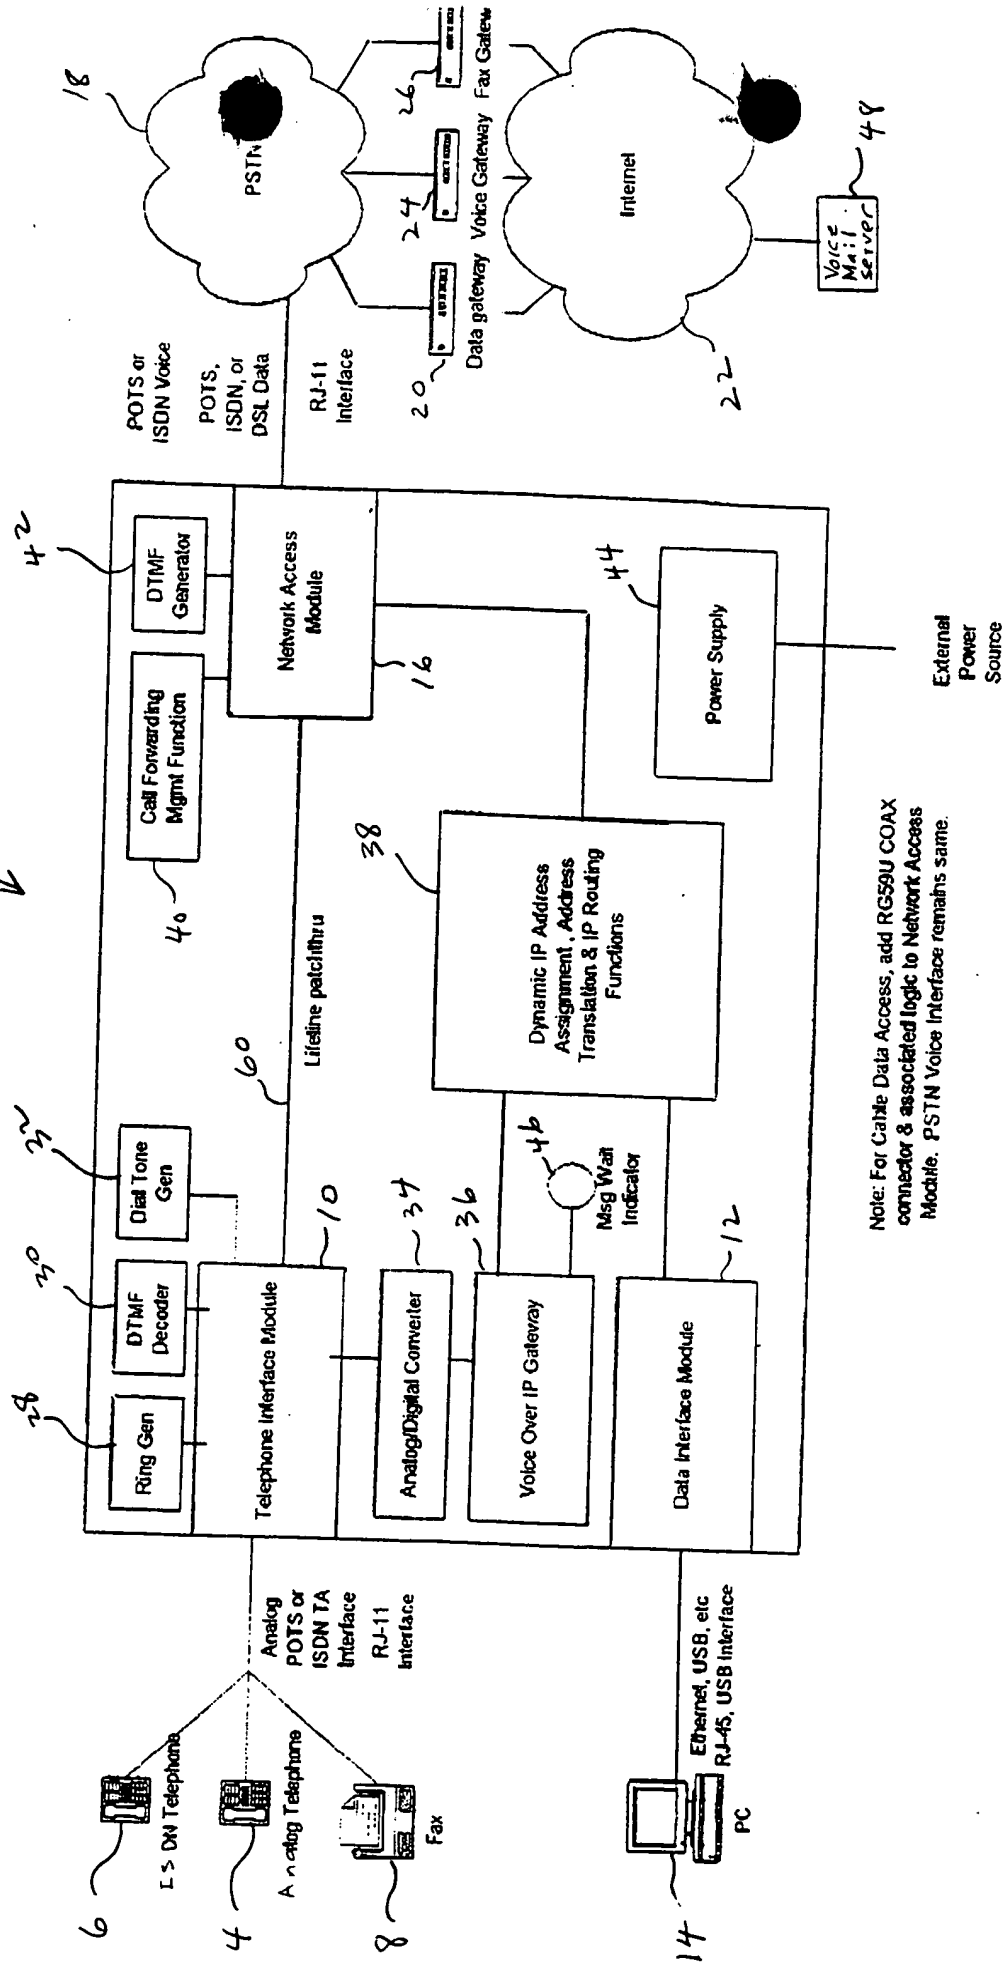 6
ISDN Telephone
4
Analog Telephone
8
Fax
14
PC
Analog
POTS or
ISDN TA
Interface
RJ-11
Interface
Ethernet, USB, etc
RJ-45, USB Interface
28
Ring Gen
30
DTMF
Decoder
32
Dial Tone
Gen
Telephone Interface Module
10
Analog/Digital Converter
34
Voice Over IP Gateway
36
46
Msg Wait
Indicator
Data Interface Module
12
60
Lifeline patchthru
38
Dynamic IP Address
Assignment, Address
Translation & IP Routing
Functions
40
Call Forwarding
Mgmt Function
42
DTMF
Generator
Network Access
Module
16
44
Power Supply
External
Power
Source
POTS or
ISDN Voice
POTS,
ISDN, or
DSL Data
RJ-11
Interface
18
PSTN
20
Data gateway
24
Voice Gateway
26
Fax Gatew
Internet
22
Voice
Mail
server
48
Note: For Cable Data Access, add RG59U COAX
connector & associated logic to Network Access
Module. PSTN Voice Interface remains same.